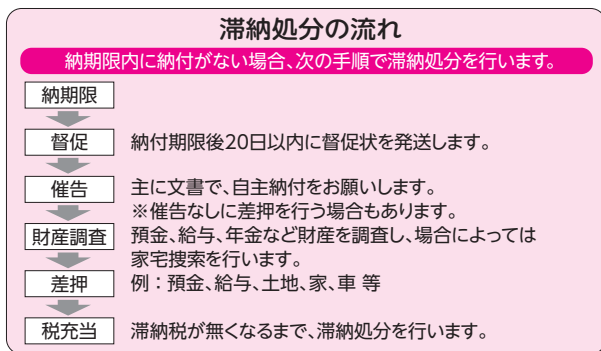 滞納処分の流れ
納期限内に納付がない場合、次の手順で滞納処分を行います。
納期限
督促 納付期限後20日以内に督促状を発送します。
催告 主に文書で、自主納付をお願いします。
※催告なしに差押を行う場合もあります。
財産調査 預金、給与、年金など財産を調査し、場合によっては
家宅捜索を行います。
差押 例：預金、給与、土地、家、車 等
税充当 滞納税が無くなるまで、滞納処分を行います。